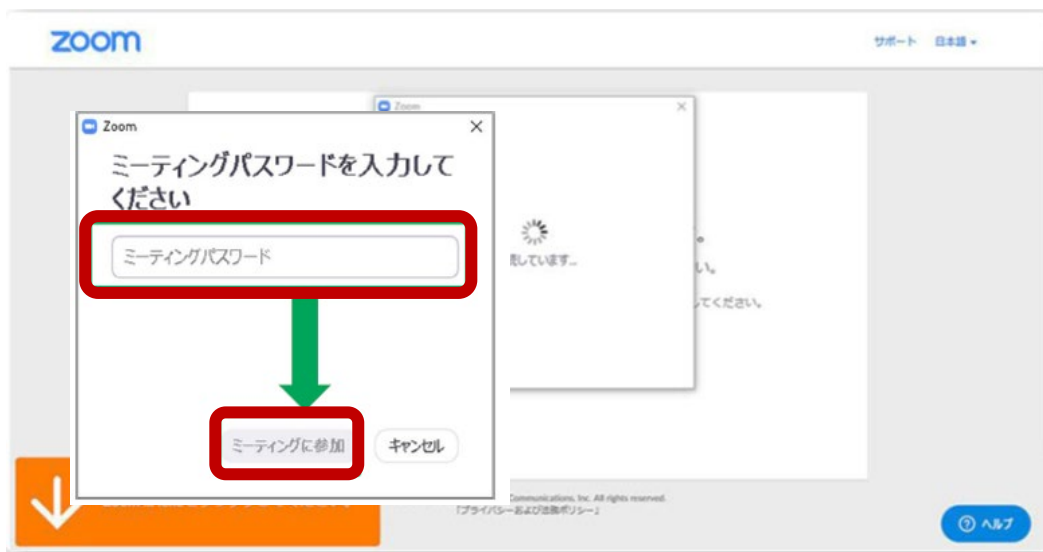 zoom
サポート 日本語
Zoom
Zoom
ミーティングパスワードを入力して
ください
ミーティングパスワード
しています...
い。
してください。
ミーティングに参加
キャンセル
Communications, Inc. All rights reserved.
「プライバシーおよび法務ポリシー」
ヘルプ